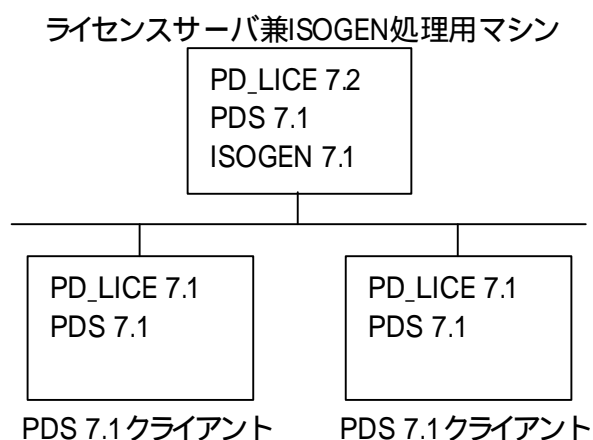 ライセンスサーバ兼ISOGEN処理用マシン
PD_LICE 7.2
PDS 7.1
ISOGEN 7.1
PD_LICE 7.1
PDS 7.1
PD_LICE 7.1
PDS 7.1
PDS 7.1クライアント
PDS 7.1クライアント